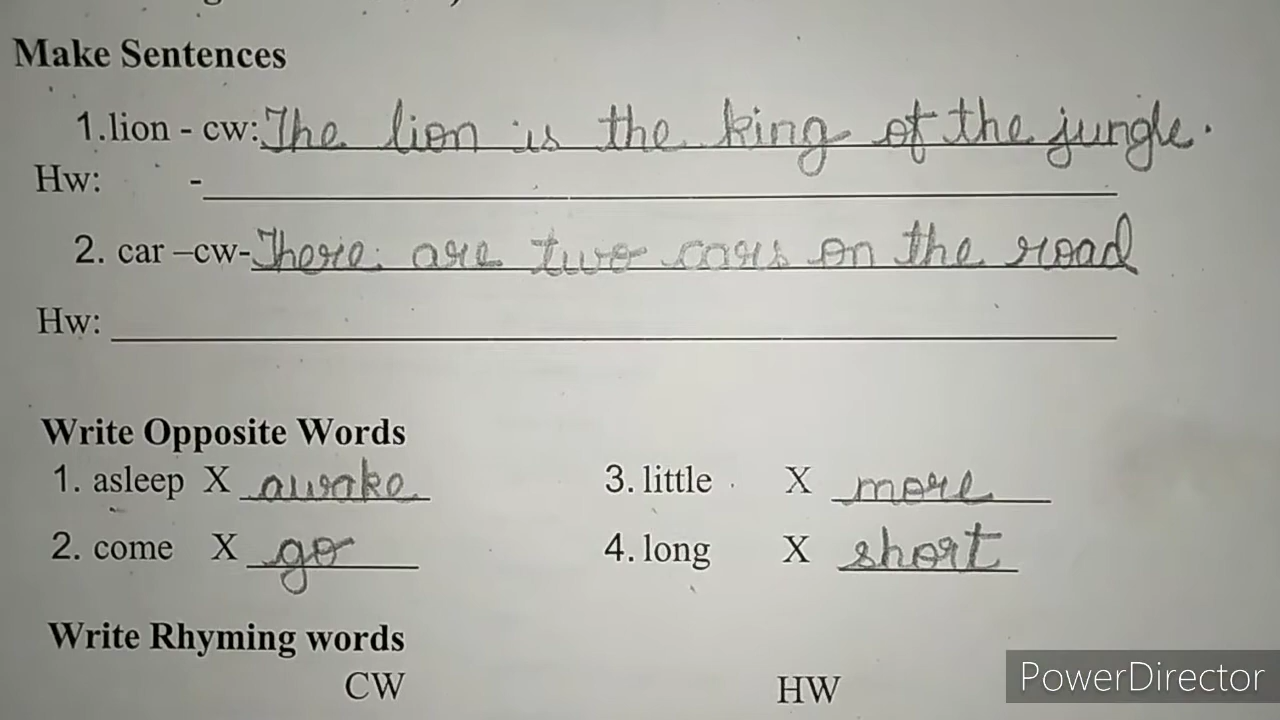 Make Sentences
1.lion - cw: The lion is the king of the jungle.
Hw: -
2. car –cw- There are two cars on the road
Hw:
Write Opposite Words
1. asleep X awake 3. little X more
2. come X go 4. long X short
Write Rhyming words
CW HW
PowerDirector